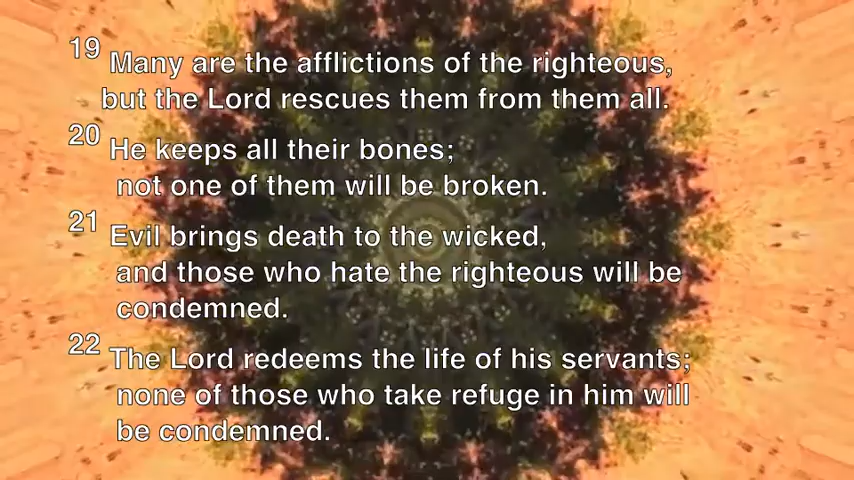 19 Many are the afflictions of the righteous,
but the Lord rescues them from them all.
20 He keeps all their bones;
not one of them will be broken.
21 Evil brings death to the wicked,
and those who hate the righteous will be
condemned.
22 The Lord redeems the life of his servants;
none of those who take refuge in him will
be condemned.